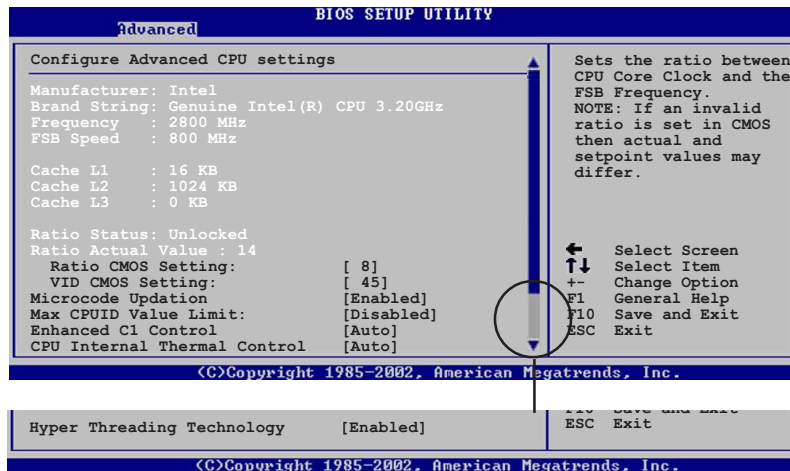 BIOS SETUP UTILITY
Advanced
Configure Advanced CPU settings
Manufacturer: Intel
Brand String: Genuine Intel(R) CPU 3.20GHz
Frequency : 2800 MHz
FSB Speed : 800 MHz
Cache L1 : 16 KB
Cache L2 : 1024 KB
Cache L3 : 0 KB
Ratio Status: Unlocked
Ratio Actual Value : 14
Ratio CMOS Setting: [ 8]
VID CMOS Setting: [ 45]
Microcode Updation [Enabled]
Max CPUID Value Limit: [Disabled]
Enhanced C1 Control [Auto]
CPU Internal Thermal Control [Auto]
Sets the ratio between
CPU Core Clock and the
FSB Frequency.
NOTE: If an invalid
ratio is set in CMOS
then actual and
setpoint values may
differ.
Select Screen
Select Item
+- Change Option
F1 General Help
F10 Save and Exit
ESC Exit
(C)Copyright 1985-2002, American Megatrends, Inc.
Hyper Threading Technology [Enabled]
F10 Save and Exit
ESC Exit
(C)Copyright 1985-2002, American Megatrends, Inc.